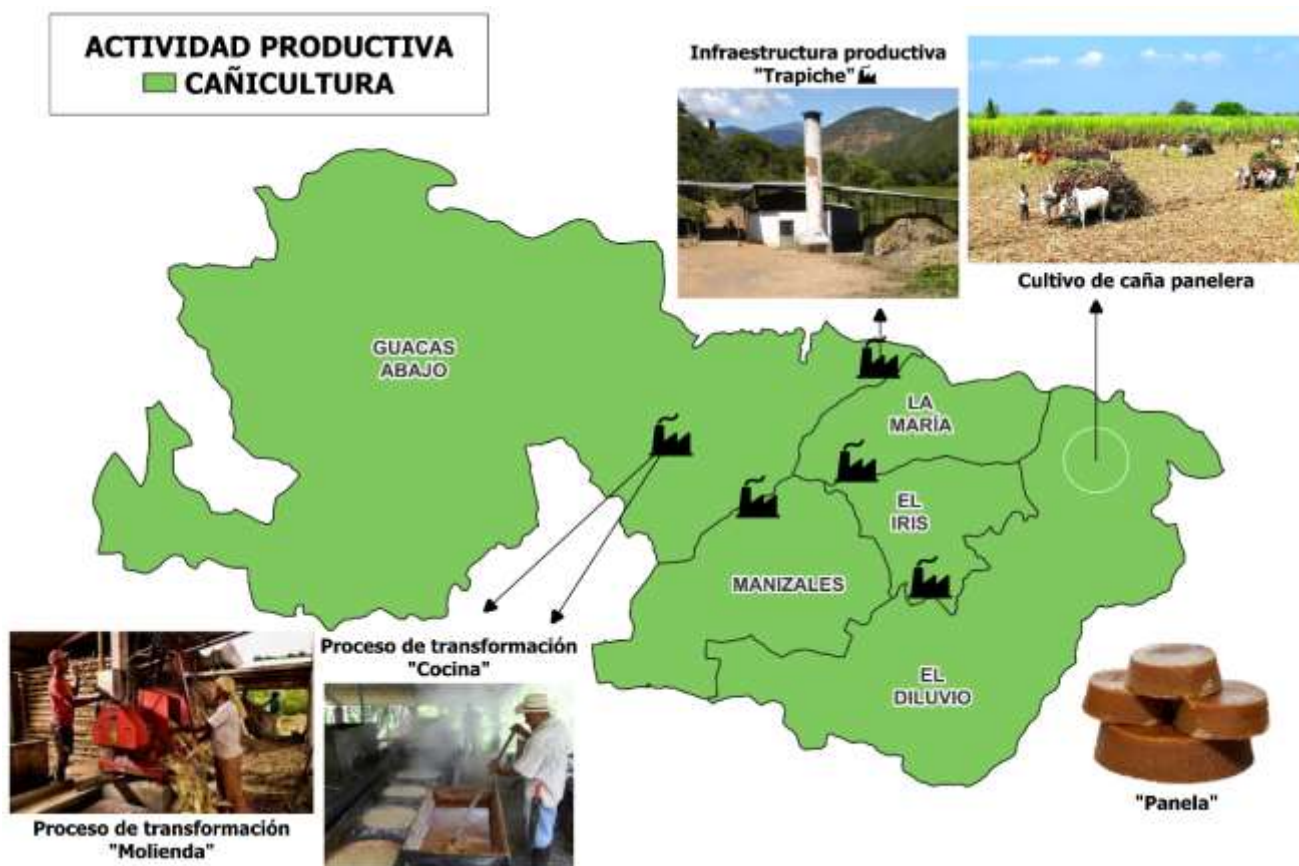 ACTIVIDAD PRODUCTIVA
CAÑICULTURA
Infraestructura productiva
"Trapiche"
Cultivo de caña panelera
GUACAS
ABAJO
LA
MARÍA
EL
IRIS
MANIZALES
EL
DILUVIO
Proceso de transformación
"Cocina"
Proceso de transformación
"Molienda"
"Panela"